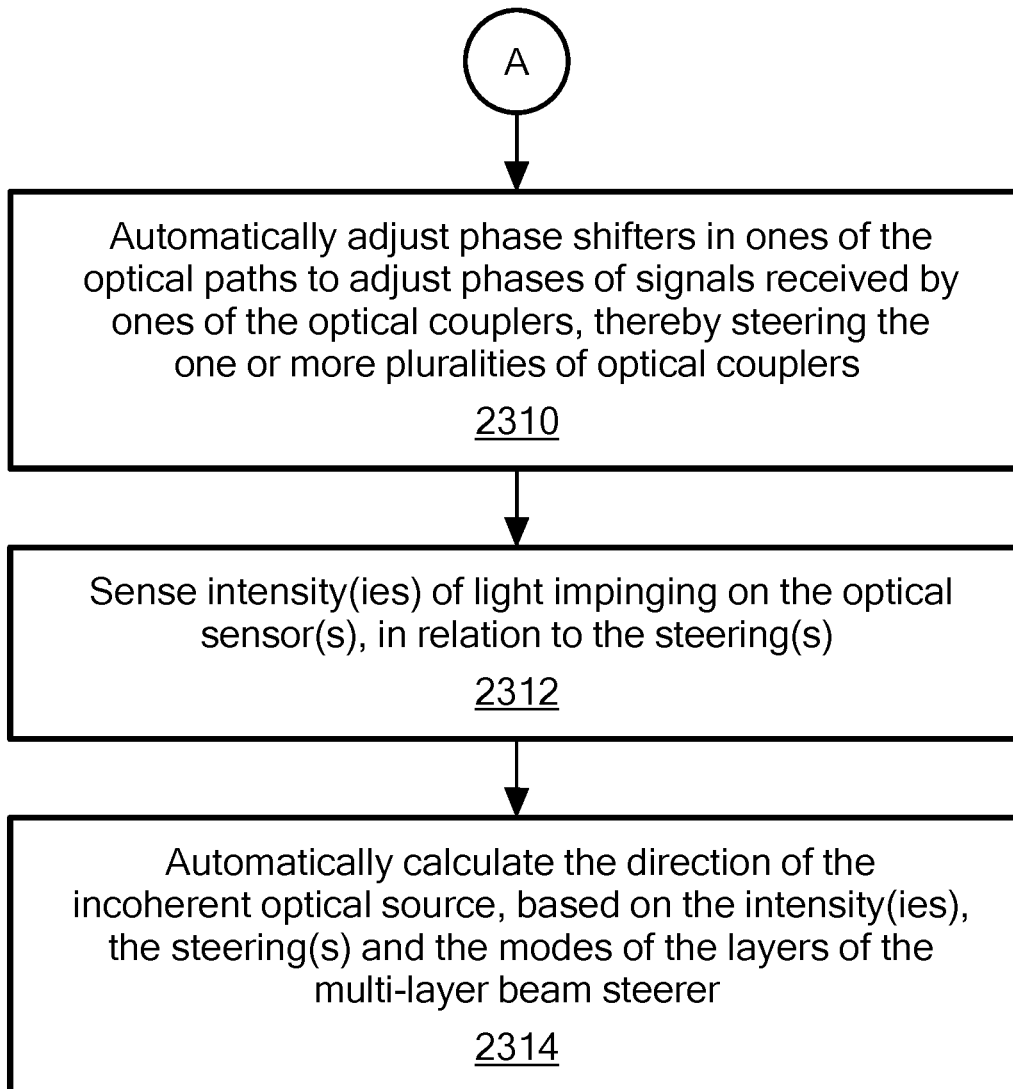 A
Automatically adjust phase shifters in ones of the
optical paths to adjust phases of signals received by
ones of the optical couplers, thereby steering the
one or more pluralities of optical couplers
2310
Sense intensity(ies) of light impinging on the optical
sensor(s), in relation to the steering(s)
2312
Automatically calculate the direction of the
incoherent optical source, based on the intensity(ies),
the steering(s) and the modes of the layers of the
multi-layer beam steerer
2314